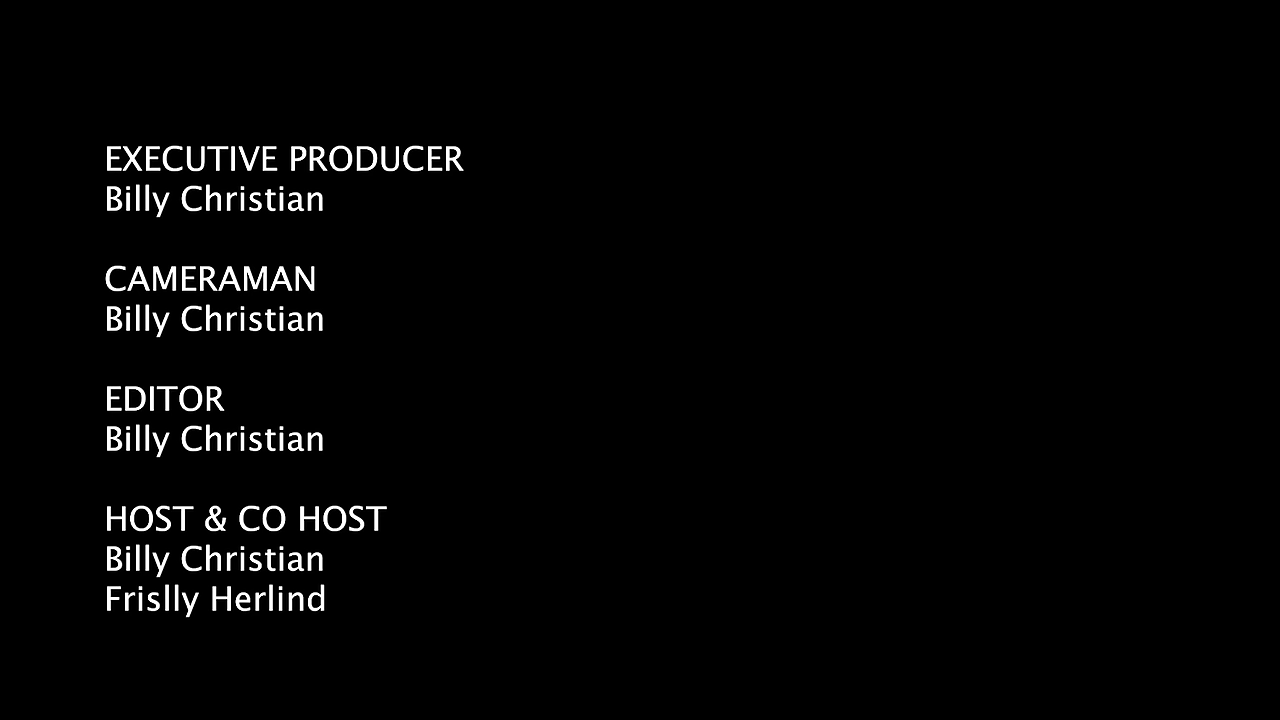 EXECUTIVE PRODUCER
Billy Christian
CAMERAMAN
Billy Christian
EDITOR
Billy Christian
HOST & CO HOST
Billy Christian
Frislly Herlind